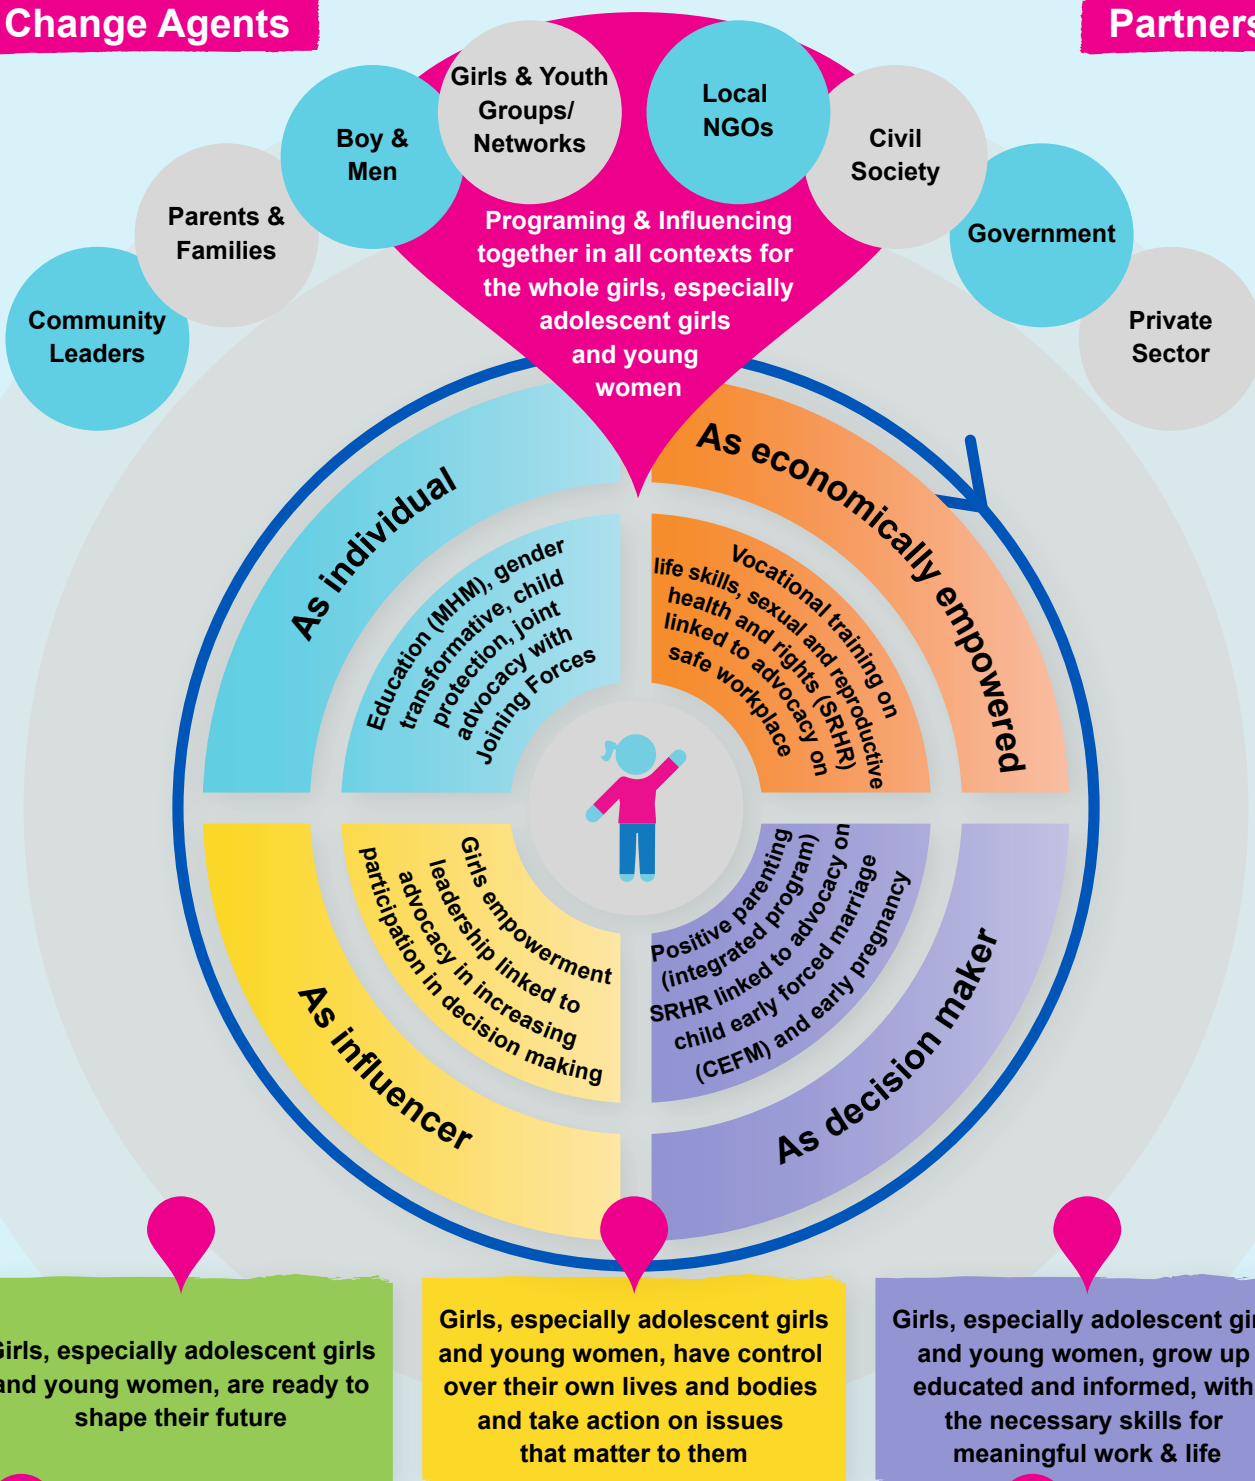 Change Agents
Partners
Community
Leaders
Parents &
Families
Boy &
Men
Girls & Youth
Groups/
Networks
Local
NGOs
Civil
Society
Government
Private
Sector
Programing & Influencing
together in all contexts for
the whole girls, especially
adolescent girls
and young
women
As individual
Education (MHM), gender
transformative, child
protection, joint
advocacy with
Joining Forces
As economically empowered
Vocational training on
life skills, sexual and reproductive
health and rights (SRHR)
linked to advocacy on
safe workplace
As influencer
Girls empowerment
leadership linked to
advocacy in increasing
participation in decision making
As decision maker
Positive parenting
(integrated program)
SRHR linked to advocacy on
child early forced marriage
(CEFM) and early pregnancy
Girls, especially adolescent girls
and young women, are ready to
shape their future
Girls, especially adolescent girls
and young women, have control
over their own lives and bodies
and take action on issues
that matter to them
Girls, especially adolescent gir
and young women, grow up
educated and informed, with
the necessary skills for
meaningful work & life